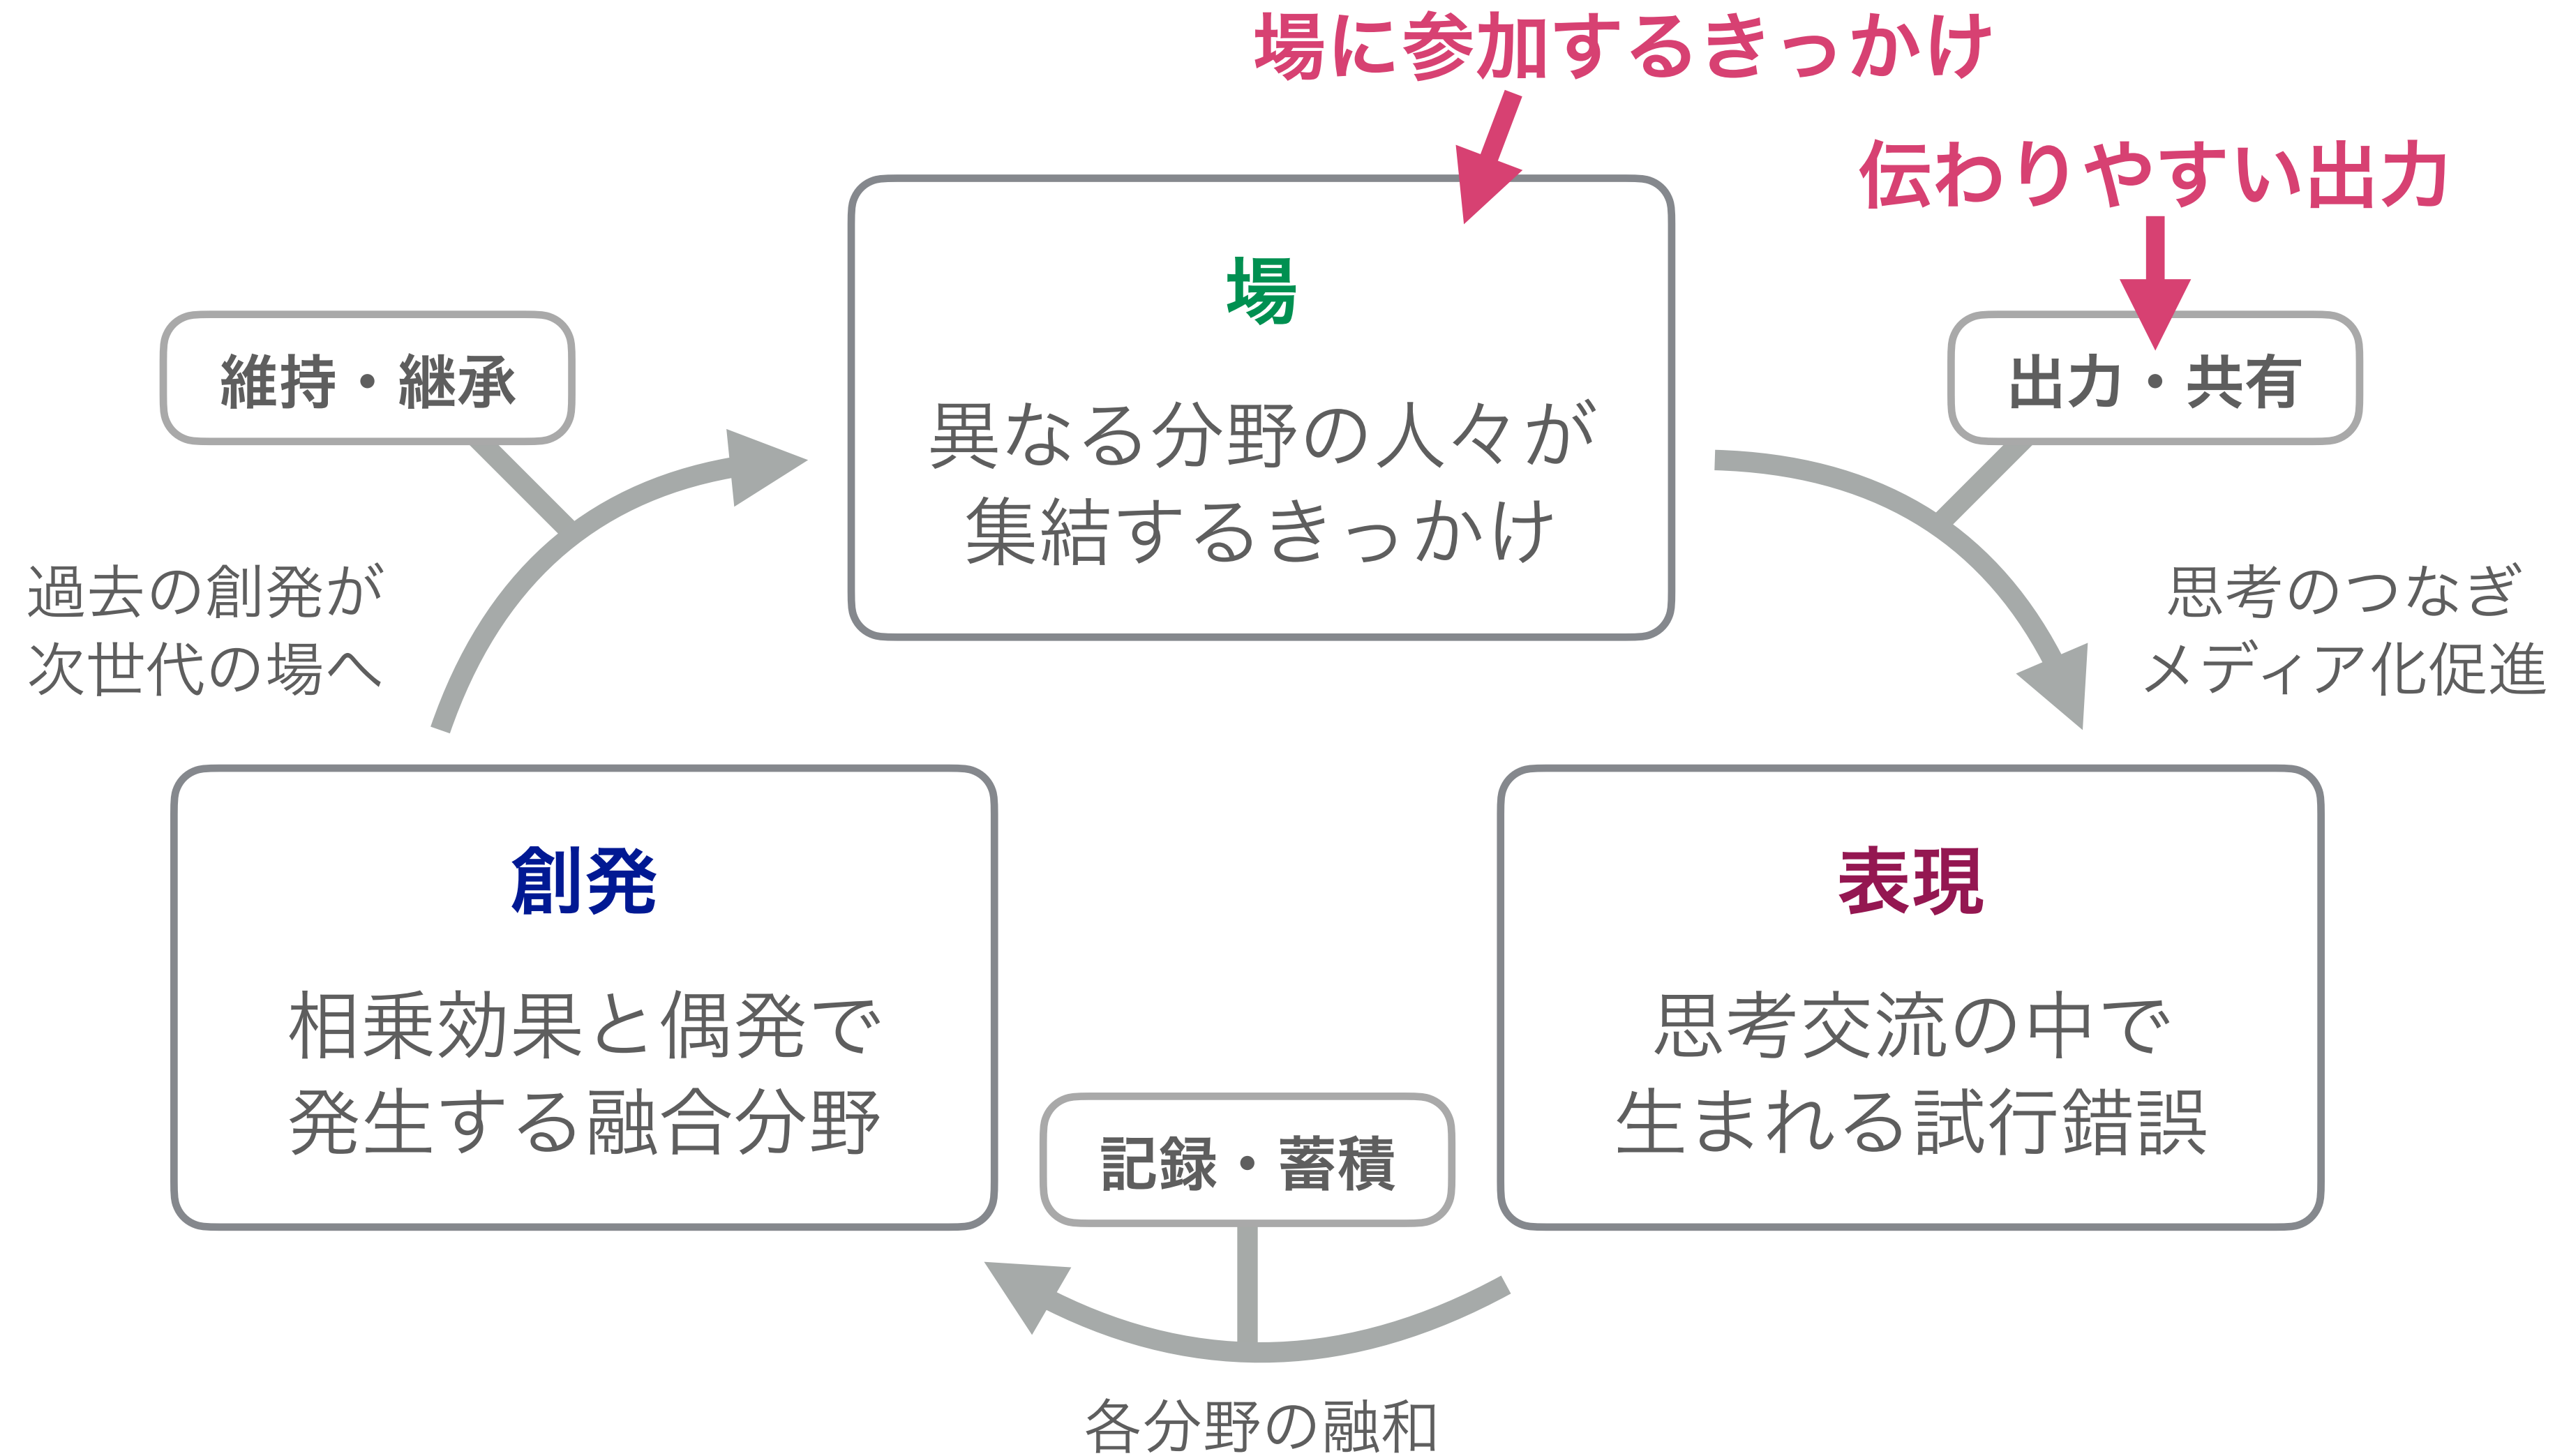 場に参加するきっかけ
伝わりやすい出力
場
異なる分野の人々が
集結するきっかけ
維持・継承
出力・共有
過去の創発が
次世代の場へ
思考のつなぎ
メディア化促進
創発
相乗効果と偶発で
発生する融合分野
表現
思考交流の中で
生まれる試行錯誤
記録・蓄積
各分野の融和